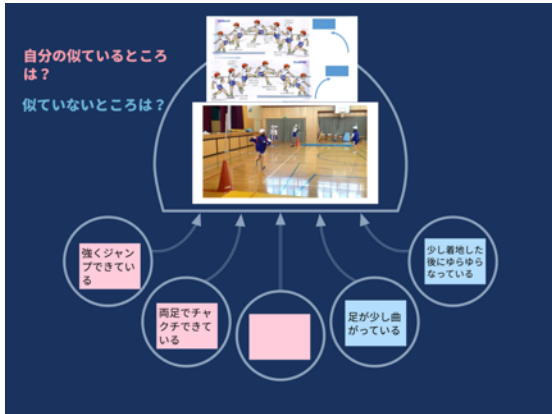 自分の似ているところ
は？
似ていないところは？
強くジャン
プできてい
る
両足でチャ
クチできて
いる
足が少し曲
がっている
少し着地した
後にゆらゆら
なっている